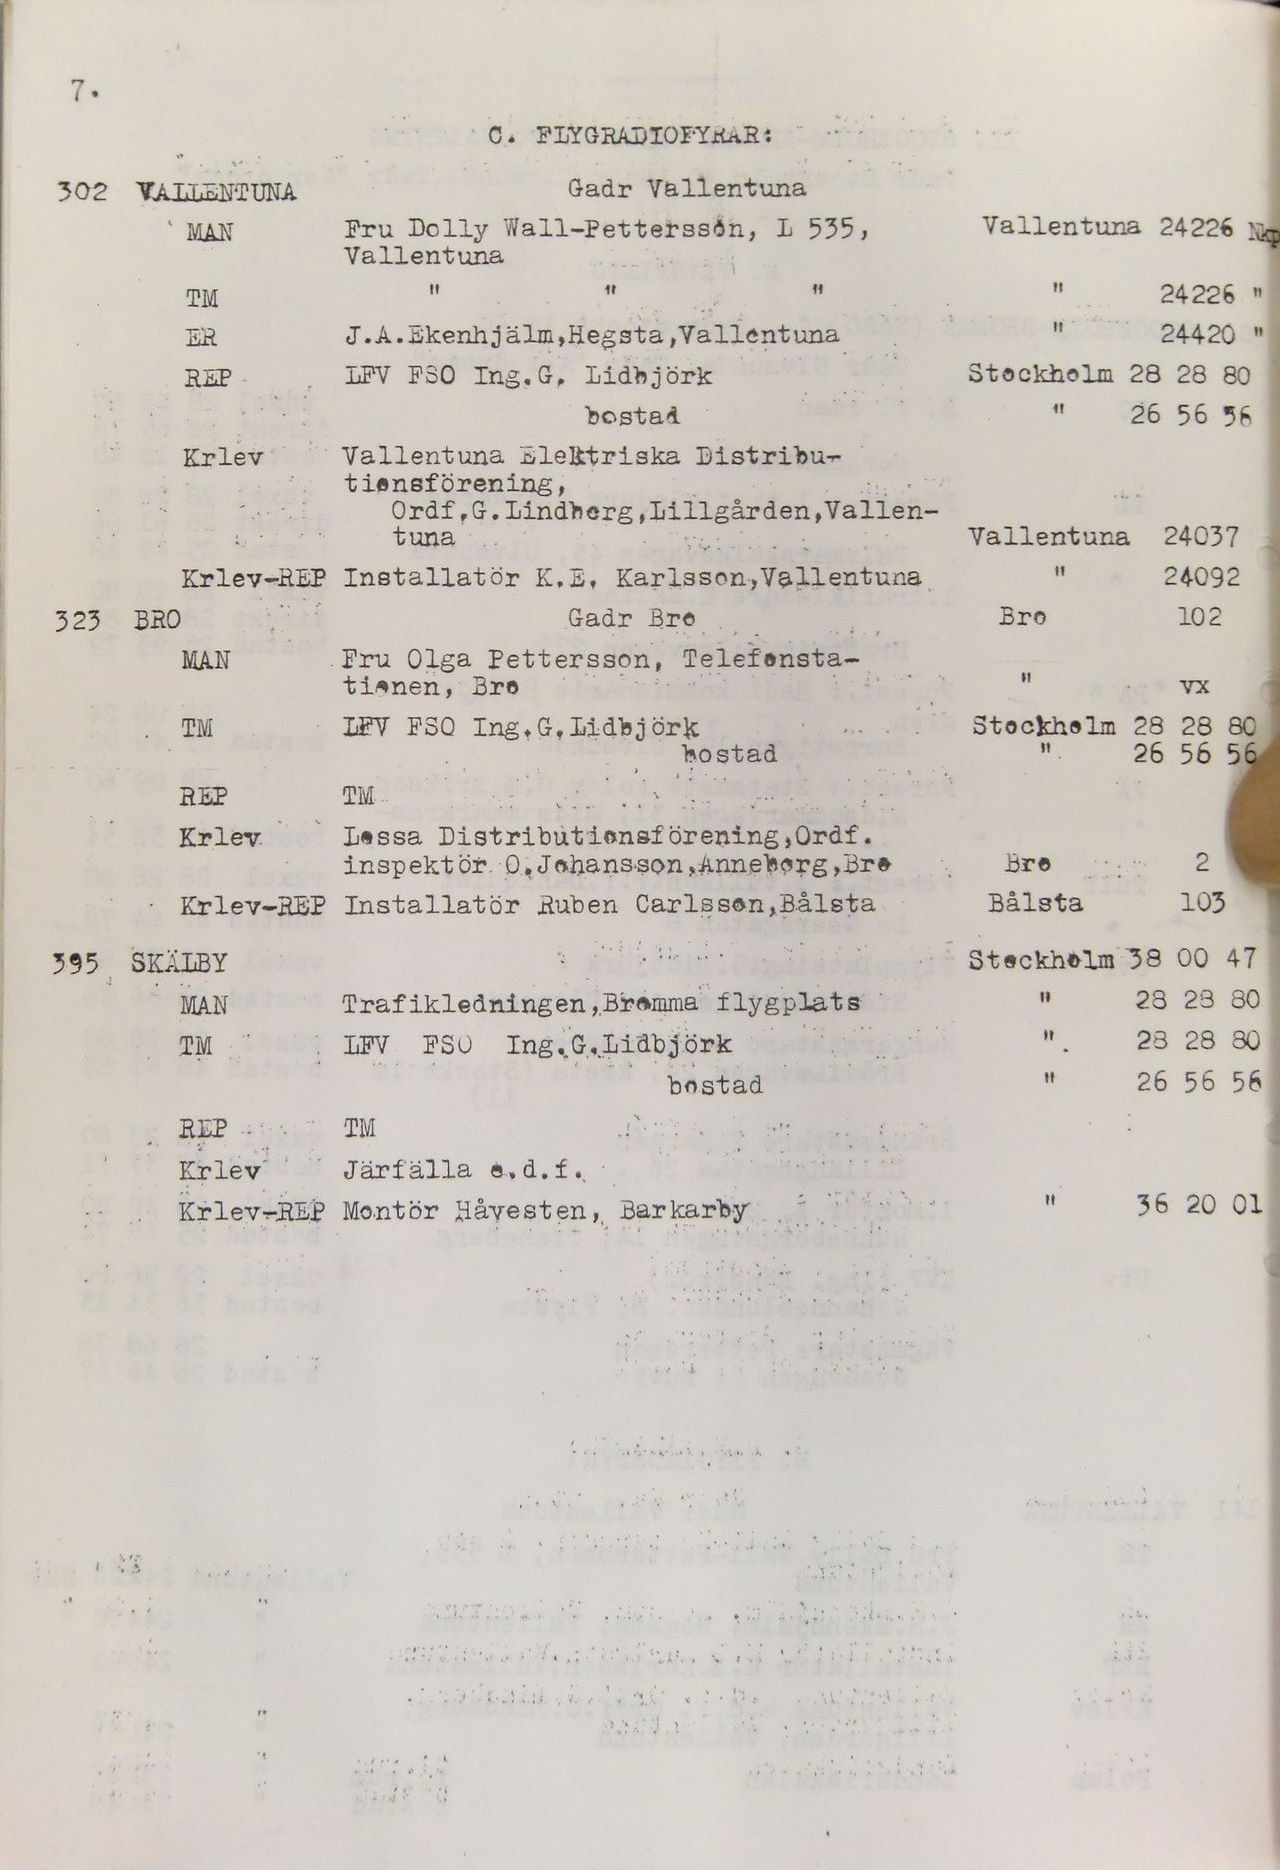 7.
C. FLYGRADIOFYRAR:
302 VALLENTUNA Gadr Vallentuna
MAN Fru Dolly Wall-Pettersson, L 535, Vallentuna 24226 Nkp
Vallentuna
TM " " " " 24226 "
ER J.A.Ekenhjälm,Hegsta,Vallentuna " 24420 "
REP LFV FSO Ing.G. Lidbjörk Stockholm 28 28 80
bostad " 26 56 56
Krlev Vallentuna Elektriska Distribu-
tionsförening,
Ordf.G.Lindberg,Lillgården,Vallen-
tuna Vallentuna 24037
Krlev-REP Installatör K.E. Karlsson,Vallentuna " 24092
323 BRO Gadr Bro Bro 102
MAN Fru Olga Pettersson, Telefonsta-
tionen, Bro " vx
TM LFV FSO Ing.G.Lidbjörk Stockholm 28 28 80
bostad " 26 56 56
REP TM
Krlev Lossa Distributionsförening,Ordf.
inspektör O.Johansson,Anneborg,Bro Bro 2
Krlev-REP Installatör Ruben Carlsson,Bålsta Bålsta 103
395 SKÄLBY Stockholm 38 00 47
MAN Trafikledningen,Bromma flygplats " 28 28 80
TM LFV FSO Ing.G.Lidbjörk " 28 28 80
bostad " 26 56 56
REP TM
Krlev Järfälla e.d.f.
Krlev-REP Montör Håvesten, Barkarby " 36 20 01